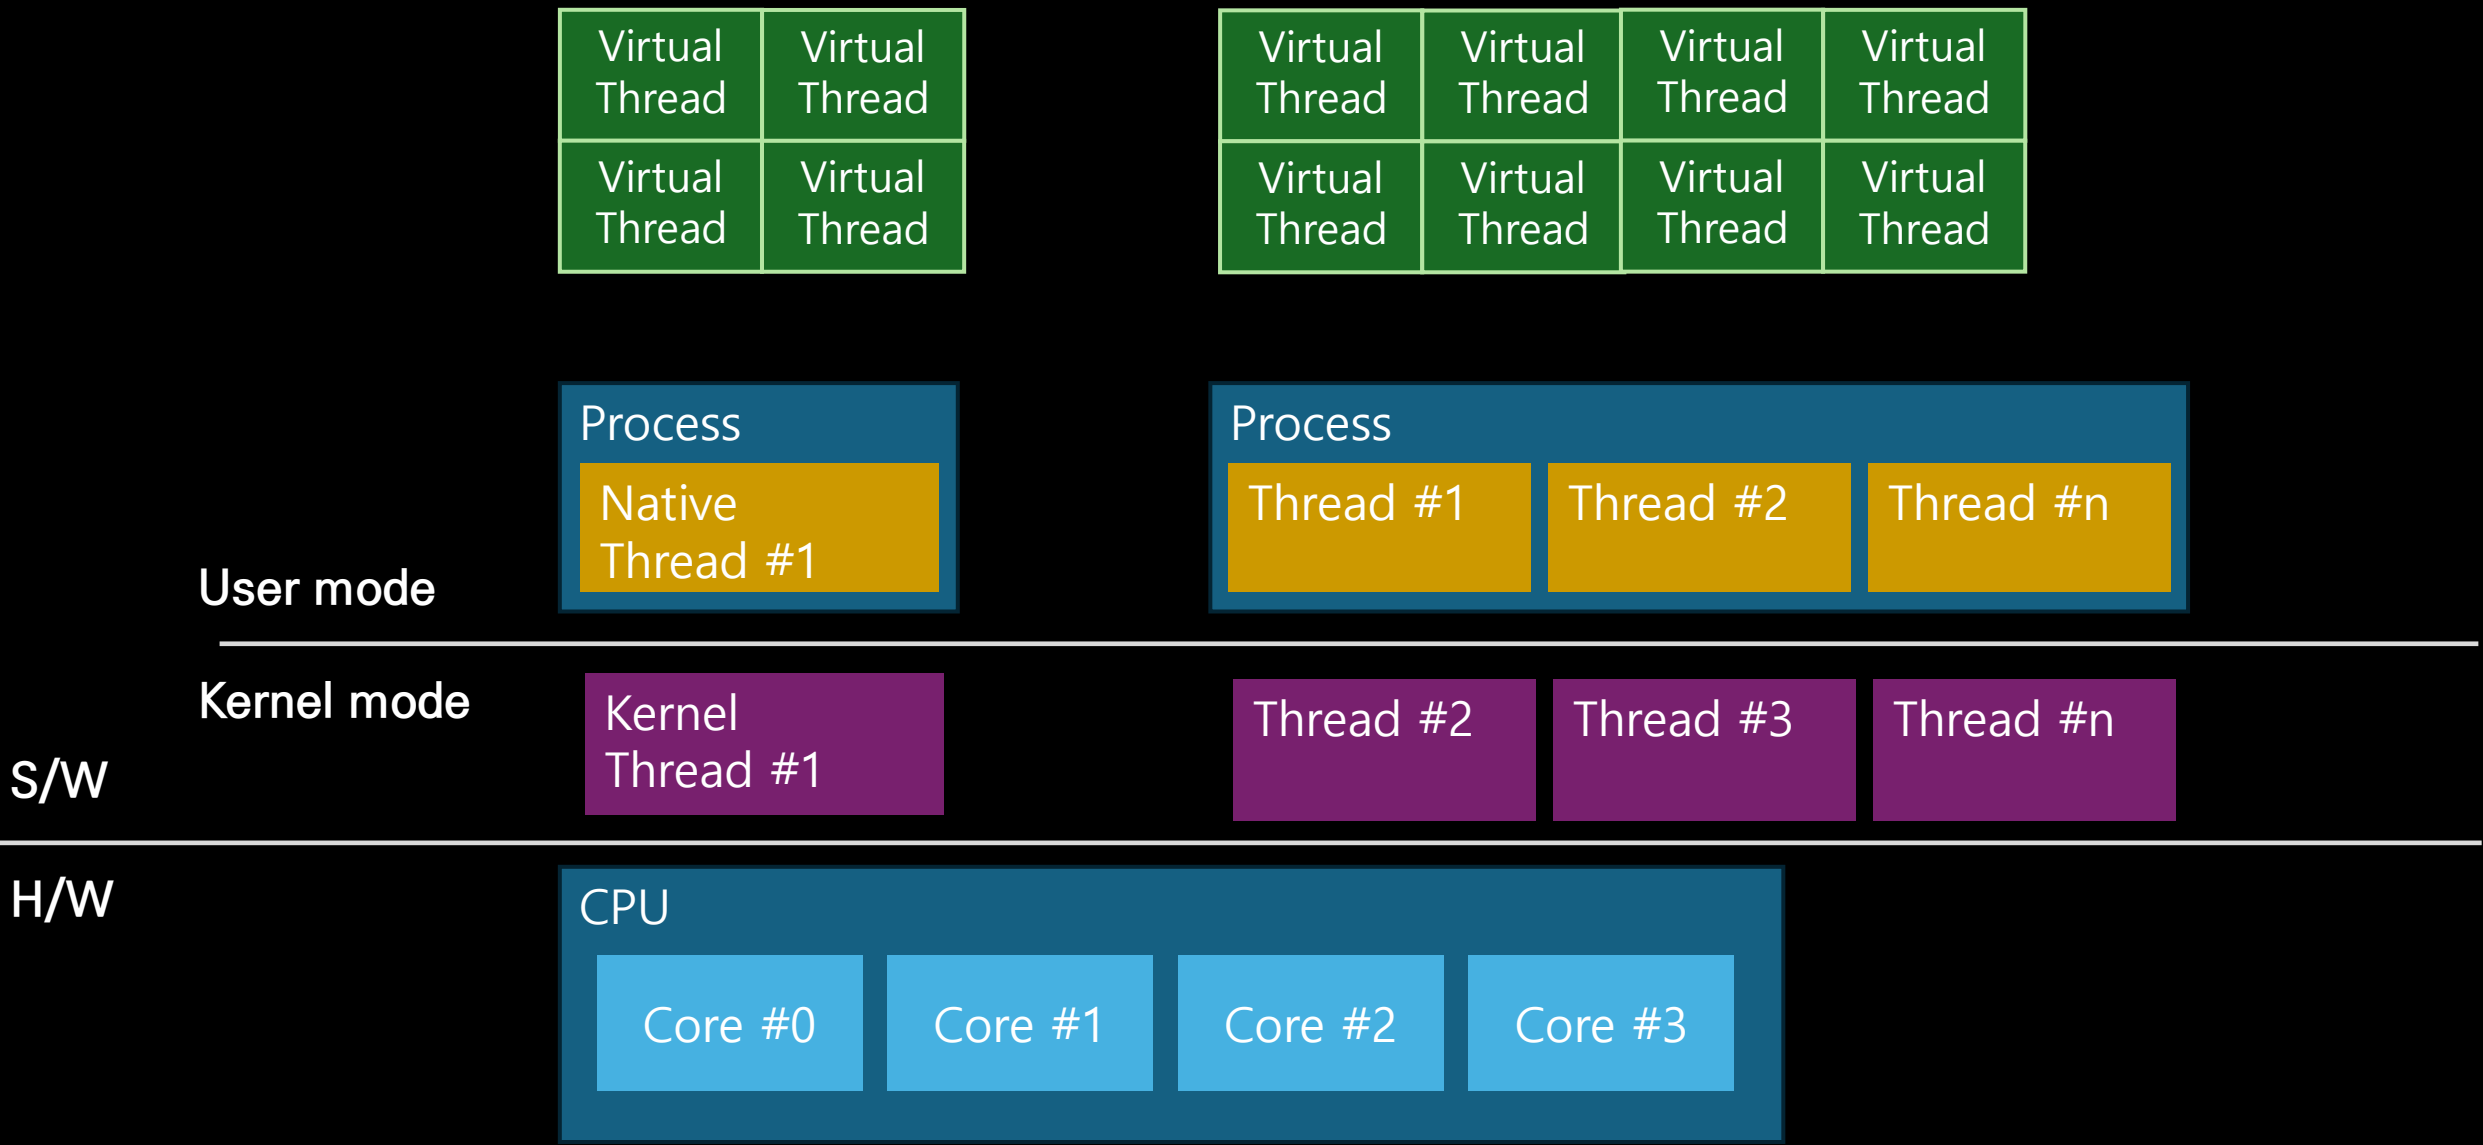 Virtual
Thread
Virtual
Thread
Virtual
Thread
Virtual
Thread
Virtual
Thread
Virtual
Thread
Virtual
Thread
Virtual
Thread
Virtual
Thread
Virtual
Thread
Virtual
Thread
Virtual
Thread
Process
Native
Thread #1
Process
Thread #1
Thread #2
Thread #n
User mode
Kernel mode
Kernel
Thread #1
Thread #2
Thread #3
Thread #n
S/W
H/W
CPU
Core #0
Core #1
Core #2
Core #3